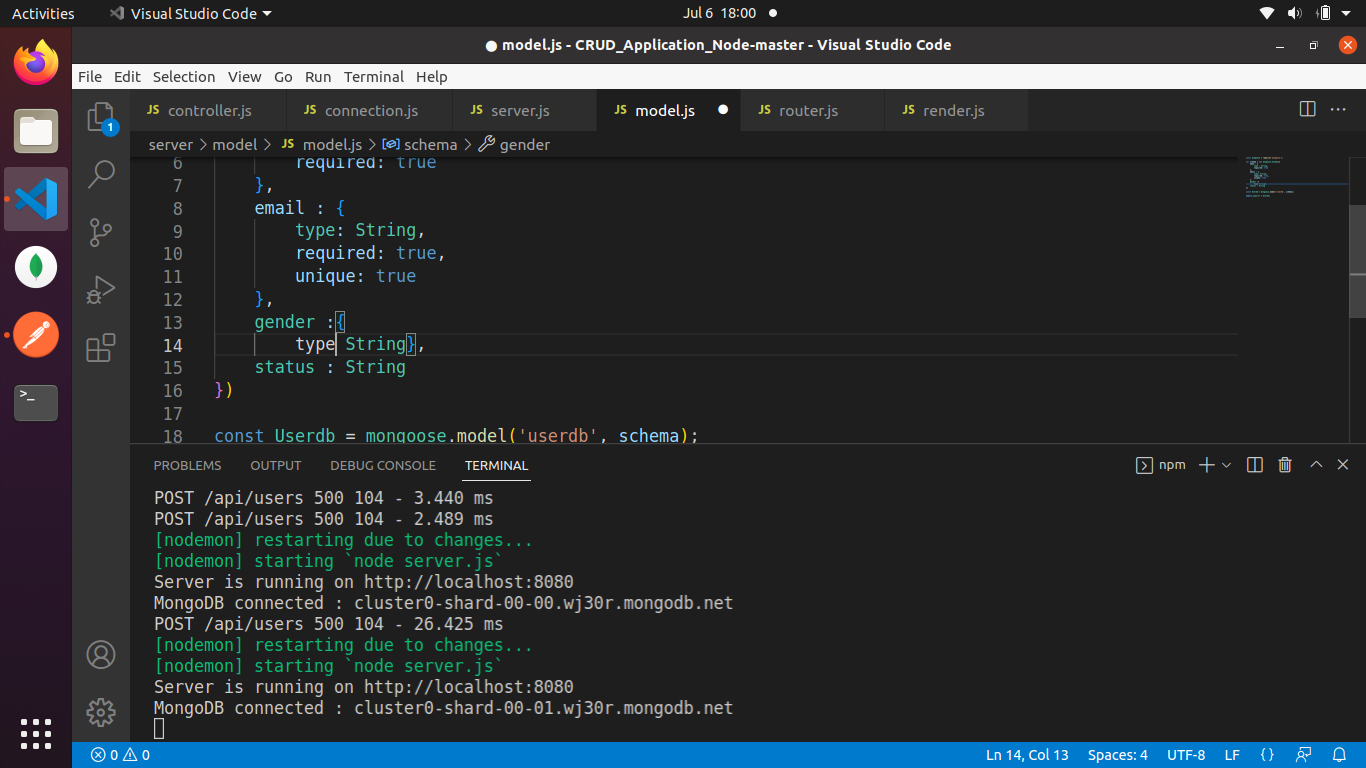 Activities Visual Studio Code Jul 6 18:00
● model.js - CRUD_Application_Node-master - Visual Studio Code
File Edit Selection View Go Run Terminal Help
1
JS controller.js JS connection.js JS server.js JS model.js JS router.js JS render.js
server > model > JS model.js > schema > gender
6 required: true
7 },
8 email : {
9 type: String,
10 required: true,
11 unique: true
12 },
13 gender :{
14 type String},
15 status : String
16 })
17
18 const Userdb = mongoose.model('userdb', schema);
PROBLEMS OUTPUT DEBUG CONSOLE TERMINAL npm
POST /api/users 500 104 - 3.440 ms
POST /api/users 500 104 - 2.489 ms
[nodemon] restarting due to changes...
[nodemon] starting `node server.js`
Server is running on http://localhost:8080
MongoDB connected : cluster0-shard-00-00.wj30r.mongodb.net
POST /api/users 500 104 - 26.425 ms
[nodemon] restarting due to changes...
[nodemon] starting `node server.js`
Server is running on http://localhost:8080
MongoDB connected : cluster0-shard-00-01.wj30r.mongodb.net
0 0 Ln 14, Col 13 Spaces: 4 UTF-8 LF {}